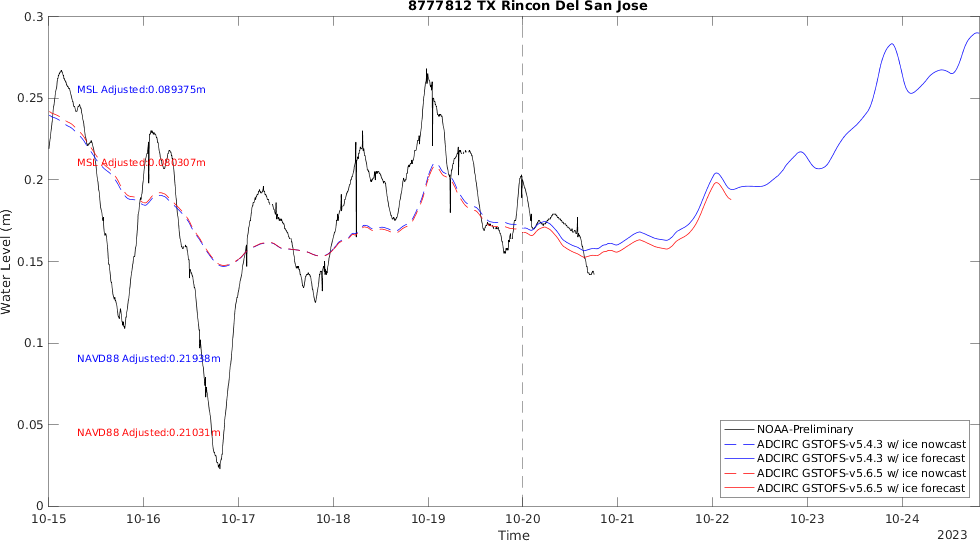 8777812 TX Rincon Del San Jose
0.3
0.25
0.2
0.15
0.1
0.05
0
Water Level (m)
MSL Adjusted:0.089375m
MSL Adjusted:0.080307m
NAVD88 Adjusted:0.21938m
NAVD88 Adjusted:0.21031m
NOAA-Preliminary
ADCIRC GSTOFS-v5.4.3 w/ ice nowcast
ADCIRC GSTOFS-v5.4.3 w/ ice forecast
ADCIRC GSTOFS-v5.6.5 w/ ice nowcast
ADCIRC GSTOFS-v5.6.5 w/ ice forecast
10-15 10-16 10-17 10-18 10-19 10-20 10-21 10-22 10-23 10-24
Time
2023